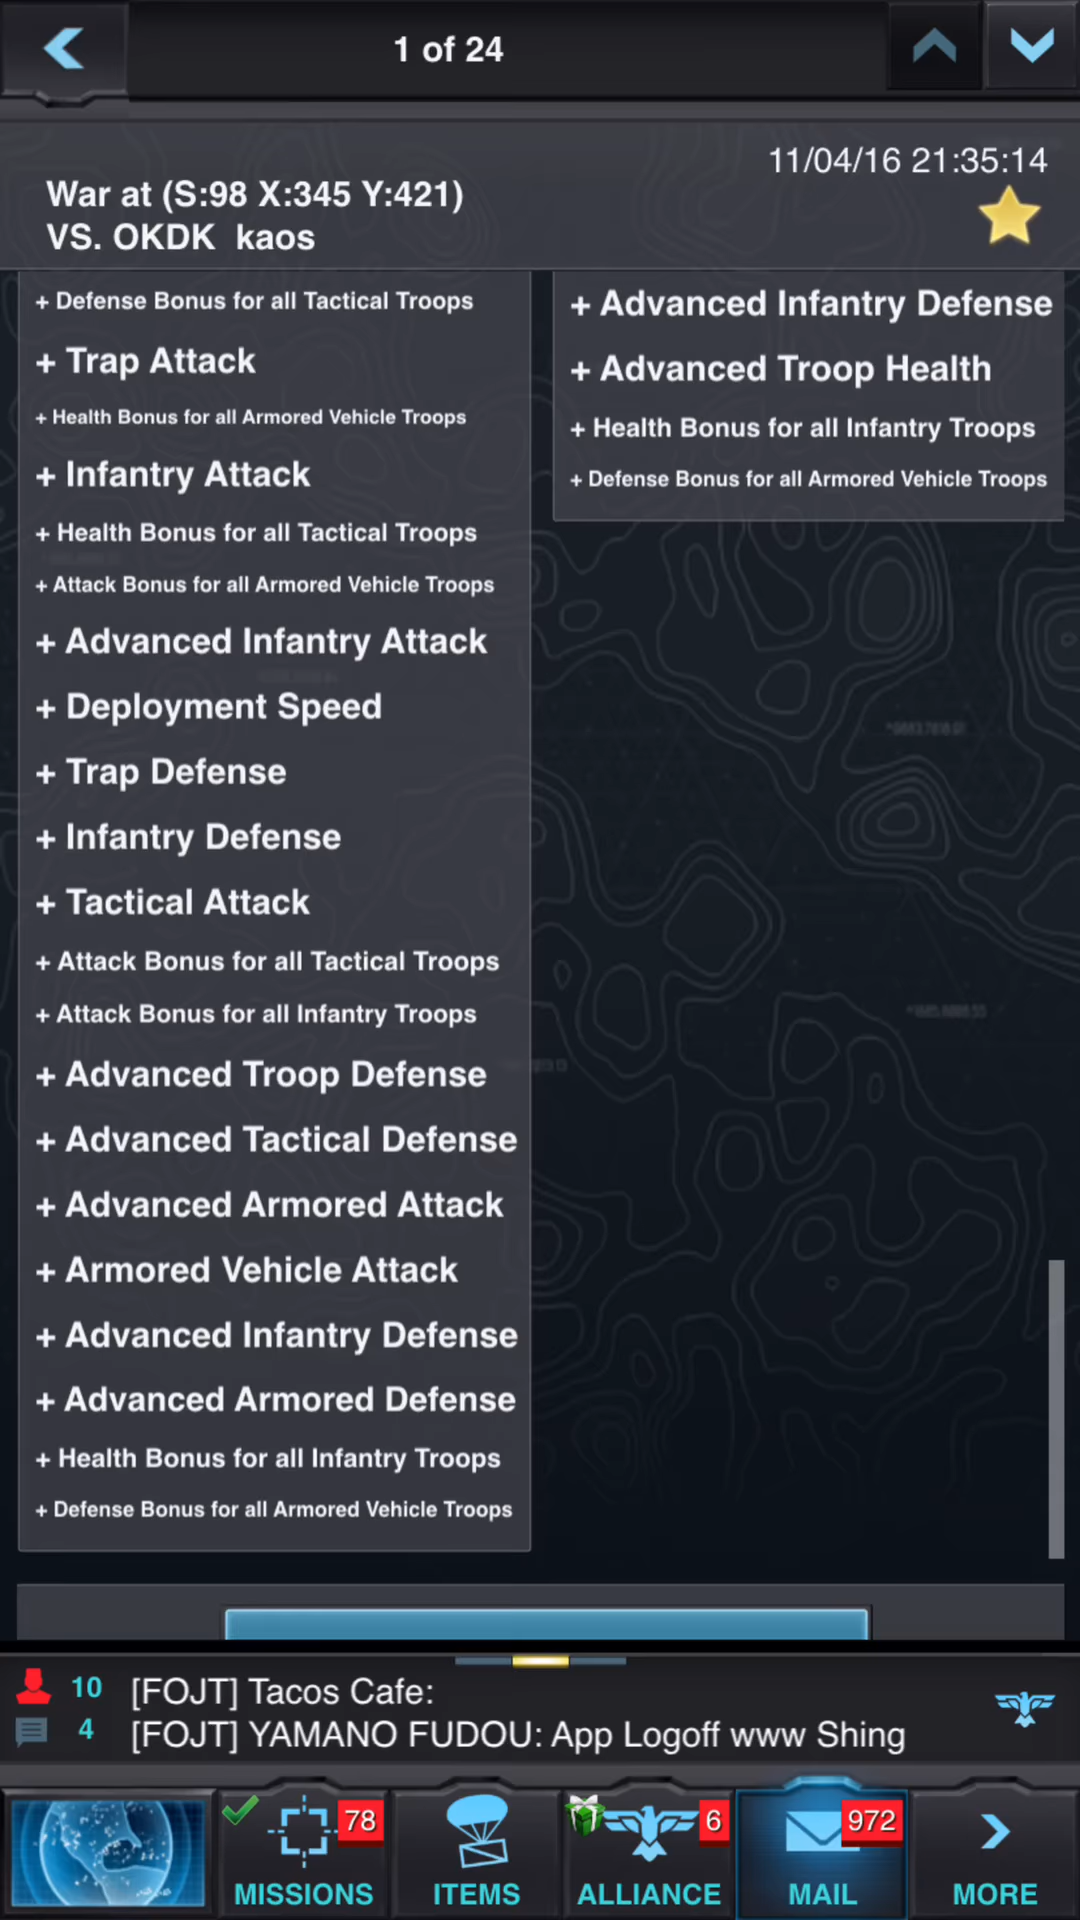 1 of 24
11/04/16 21:35:14
War at (S:98 X:345 Y:421)
VS. OKDK kaos
+ Defense Bonus for all Tactical Troops
+ Trap Attack
+ Health Bonus for all Armored Vehicle Troops
+ Infantry Attack
+ Health Bonus for all Tactical Troops
+ Attack Bonus for all Armored Vehicle Troops
+ Advanced Infantry Attack
+ Deployment Speed
+ Trap Defense
+ Infantry Defense
+ Tactical Attack
+ Attack Bonus for all Tactical Troops
+ Attack Bonus for all Infantry Troops
+ Advanced Troop Defense
+ Advanced Tactical Defense
+ Advanced Armored Attack
+ Armored Vehicle Attack
+ Advanced Infantry Defense
+ Advanced Armored Defense
+ Health Bonus for all Infantry Troops
+ Defense Bonus for all Armored Vehicle Troops
+ Advanced Infantry Defense
+ Advanced Troop Health
+ Health Bonus for all Infantry Troops
+ Defense Bonus for all Armored Vehicle Troops
10 [FOJT] Tacos Cafe:
4 [FOJT] YAMANO FUDOU: App Logoff www Shing
78
6
972
MISSIONS
ITEMS
ALLIANCE
MAIL
MORE